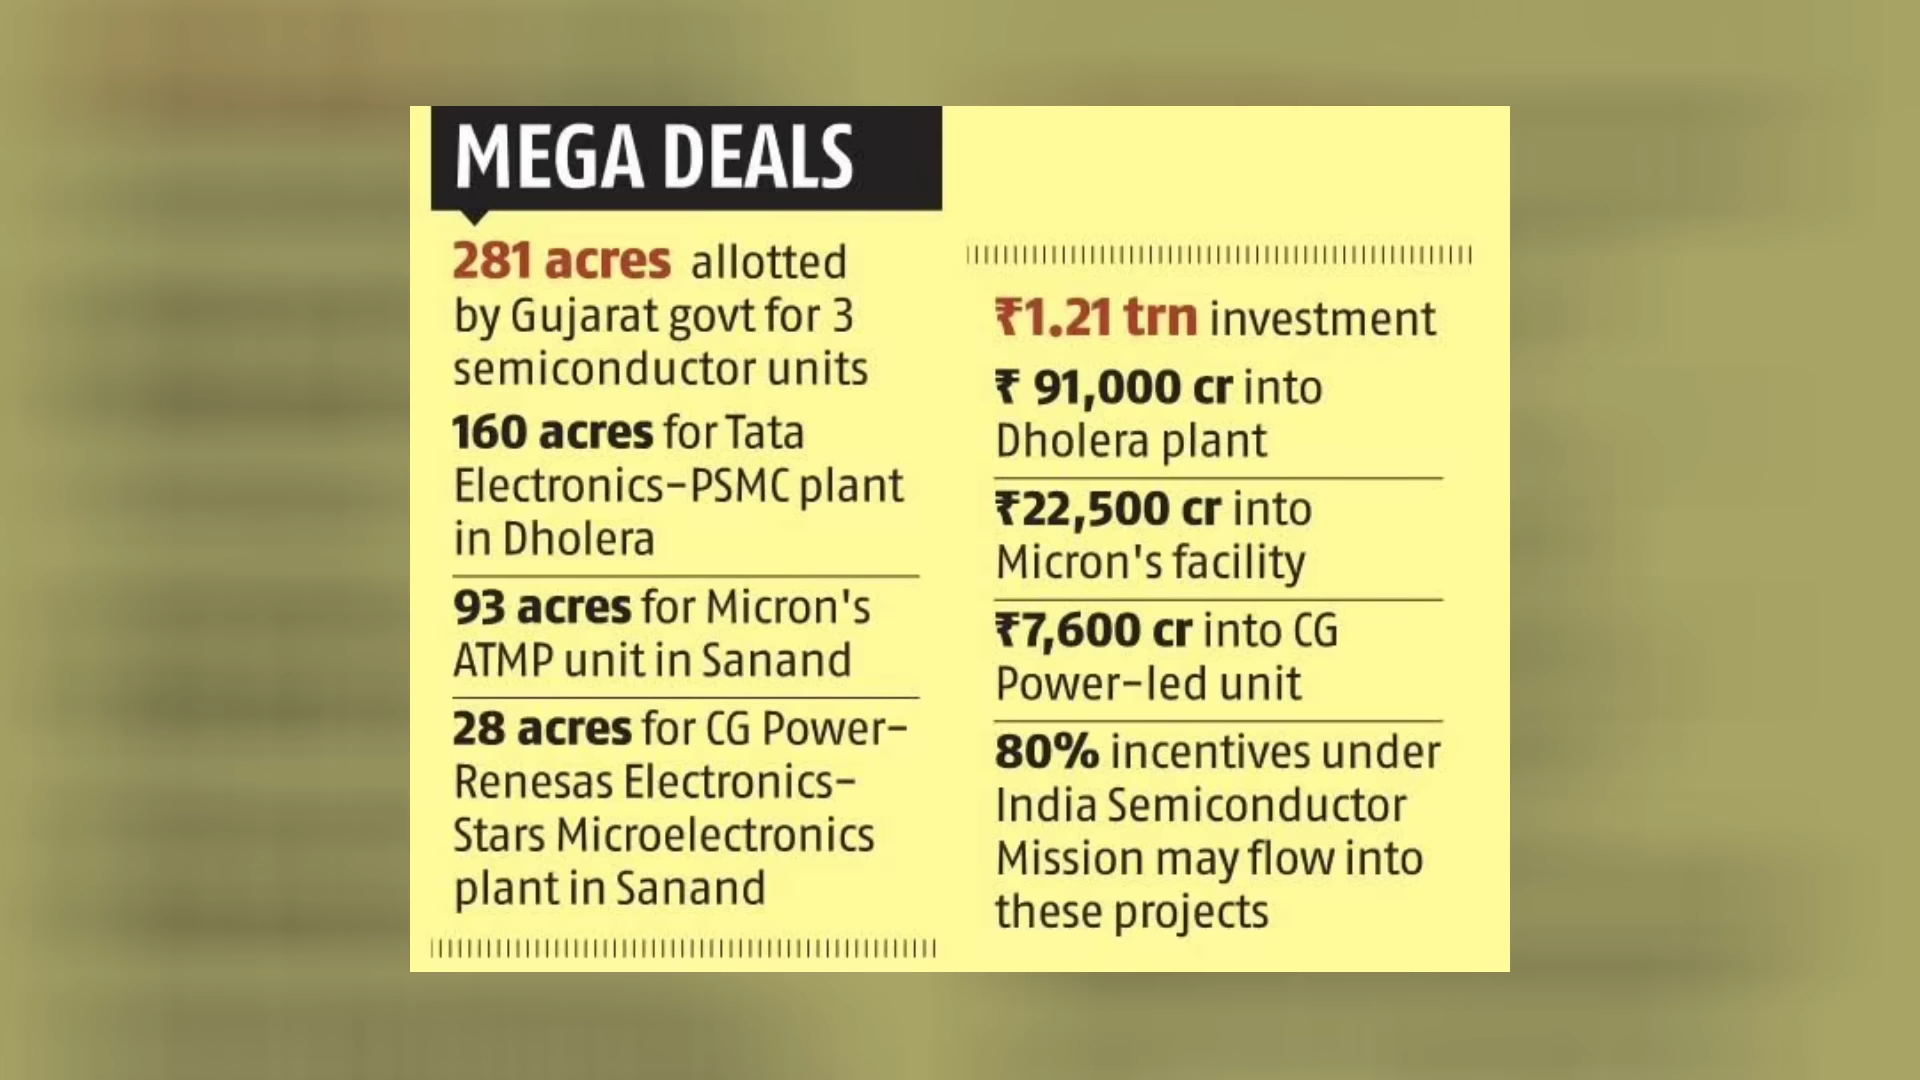 MEGA DEALS
281 acres allotted
by Gujarat govt for 3
semiconductor units
160 acres for Tata
Electronics–PSMC plant
in Dholera
93 acres for Micron's
ATMP unit in Sanand
28 acres for CG Power–
Renesas Electronics–
Stars Microelectronics
plant in Sanand
₹1.21 trn investment
₹ 91,000 cr into
Dholera plant
₹22,500 cr into
Micron's facility
₹7,600 cr into CG
Power–led unit
80% incentives under
India Semiconductor
Mission may flow into
these projects